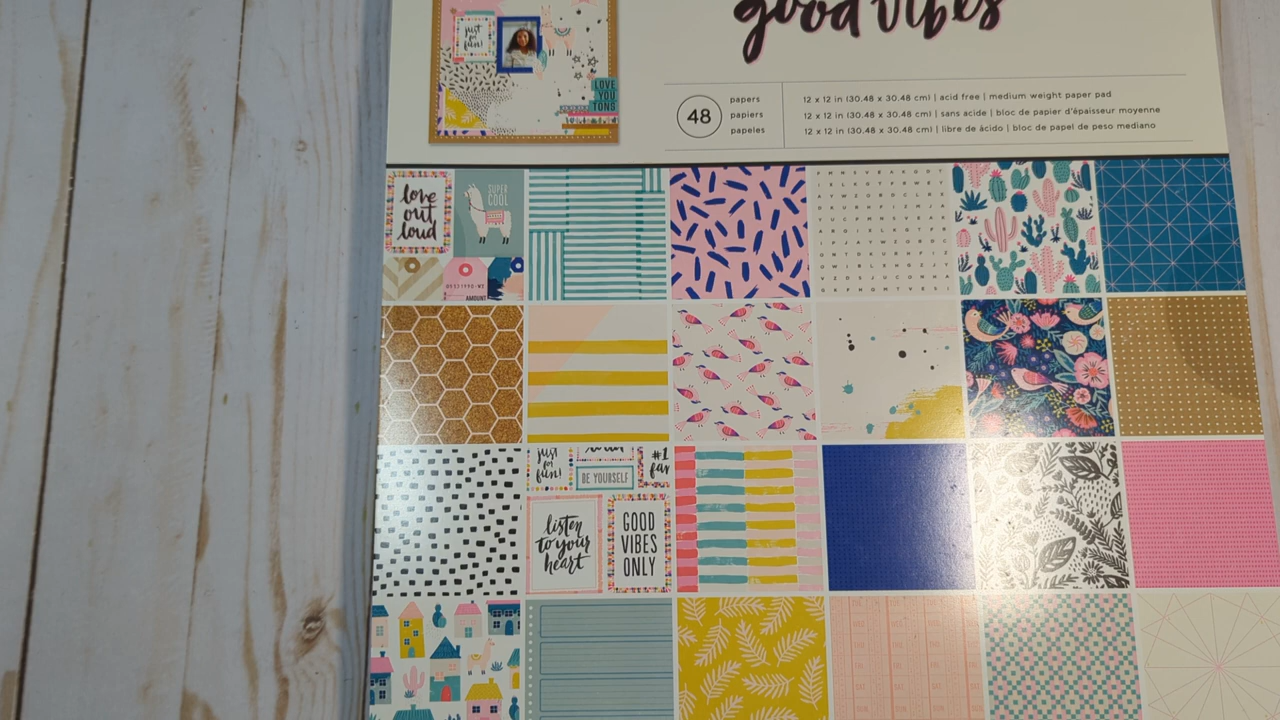 good vibes
just
for
fun!
LOVE
YOU
TONS
48
papers
papiers
papeles
12 x 12 in (30.48 x 30.48 cm) | acid free | medium weight paper pad
12 x 12 in (30.48 x 30.48 cm) | sans acide | bloc de papier d'épaisseur moyenne
12 x 12 in (30.48 x 30.48 cm) | libre de ácido | bloc de papel de peso mediano
love
out
loud
SUPER
COOL
AMOUNT
just
for
fun!
BE YOURSELF
#1
fan
listen
to your
heart
GOOD
VIBES
ONLY